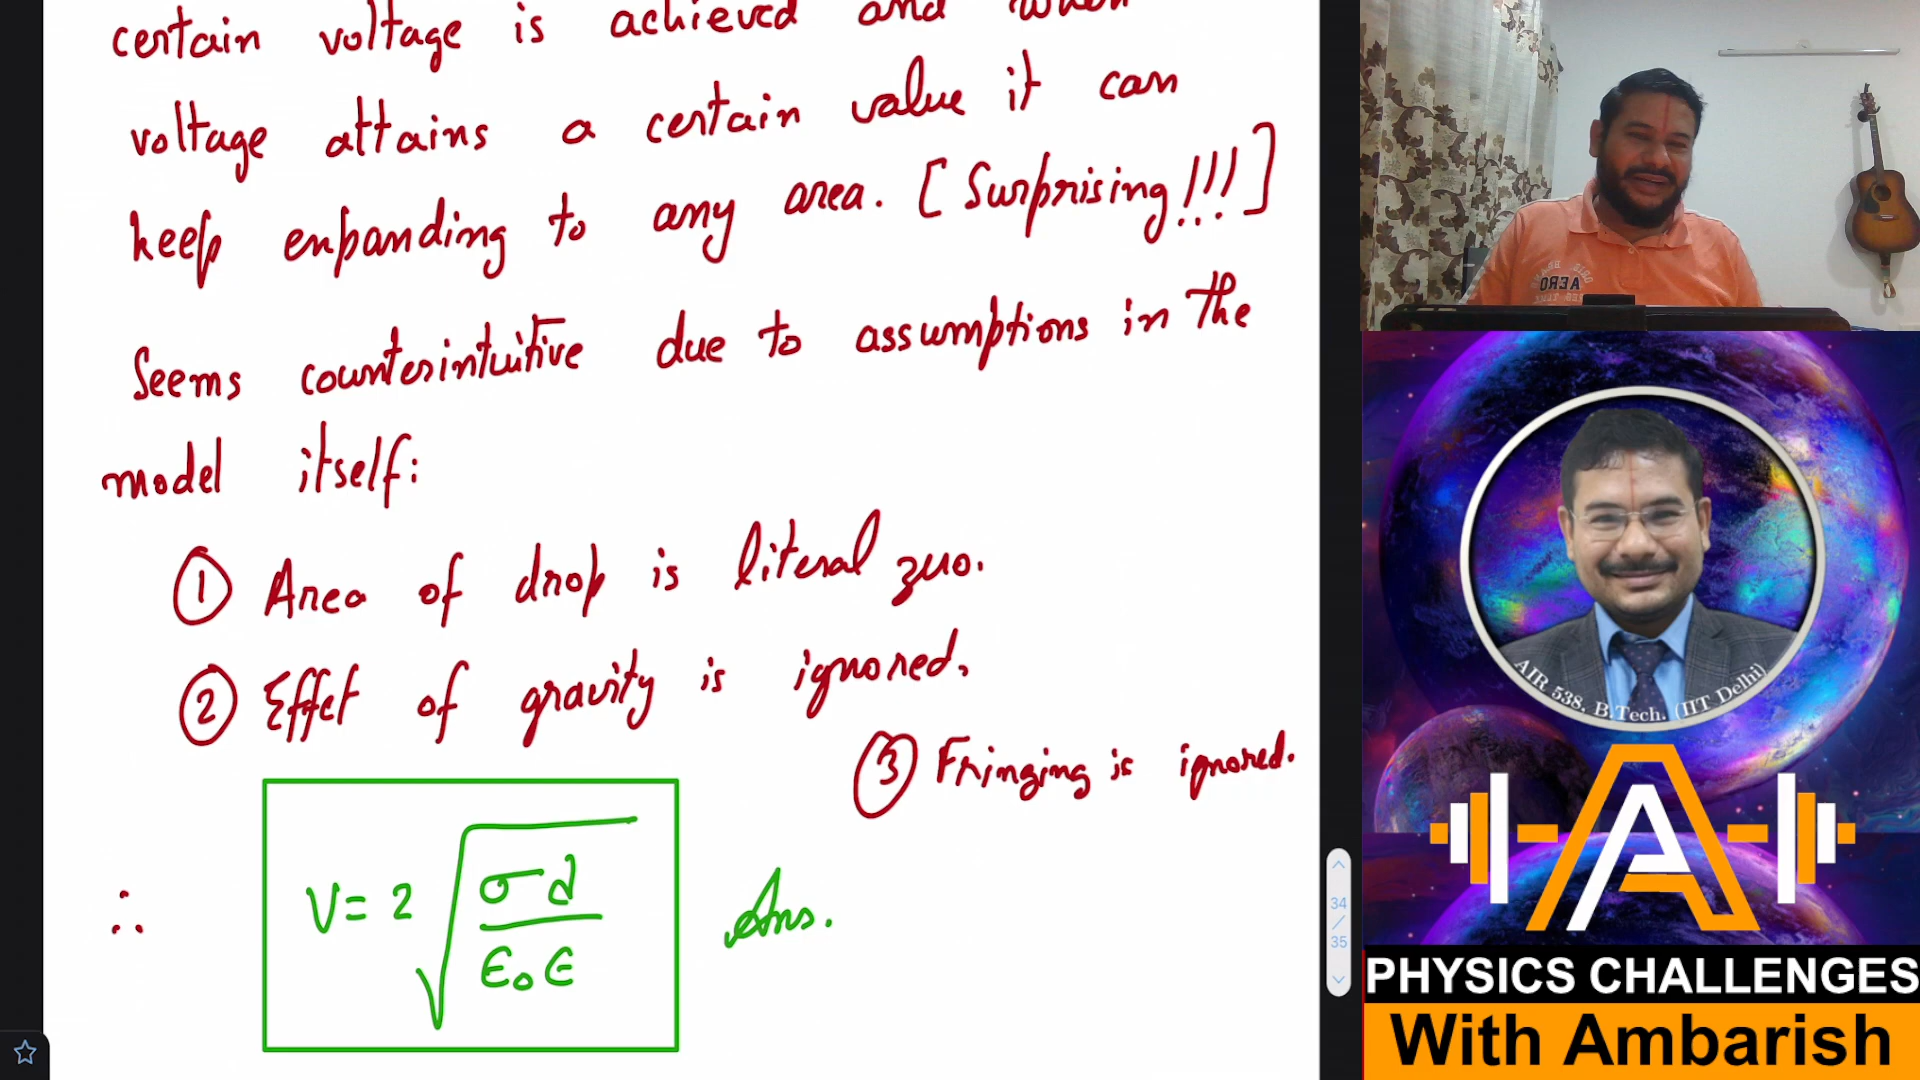 certain voltage is achieved and when
voltage attains a certain value it can
keep expanding to any area. [Surprising!!!]
Seems counterintuitive due to assumptions in the
model itself:
① Area of drop is literal zero.
② Effet of gravity is ignored.
③ Fringing is ignored.
∴ V = 2 √(σd / ε₀ε) Ans.
34
/
35
AERO
AIR 538, B.Tech. (IIT Delhi)
A
PHYSICS CHALLENGES
With Ambarish